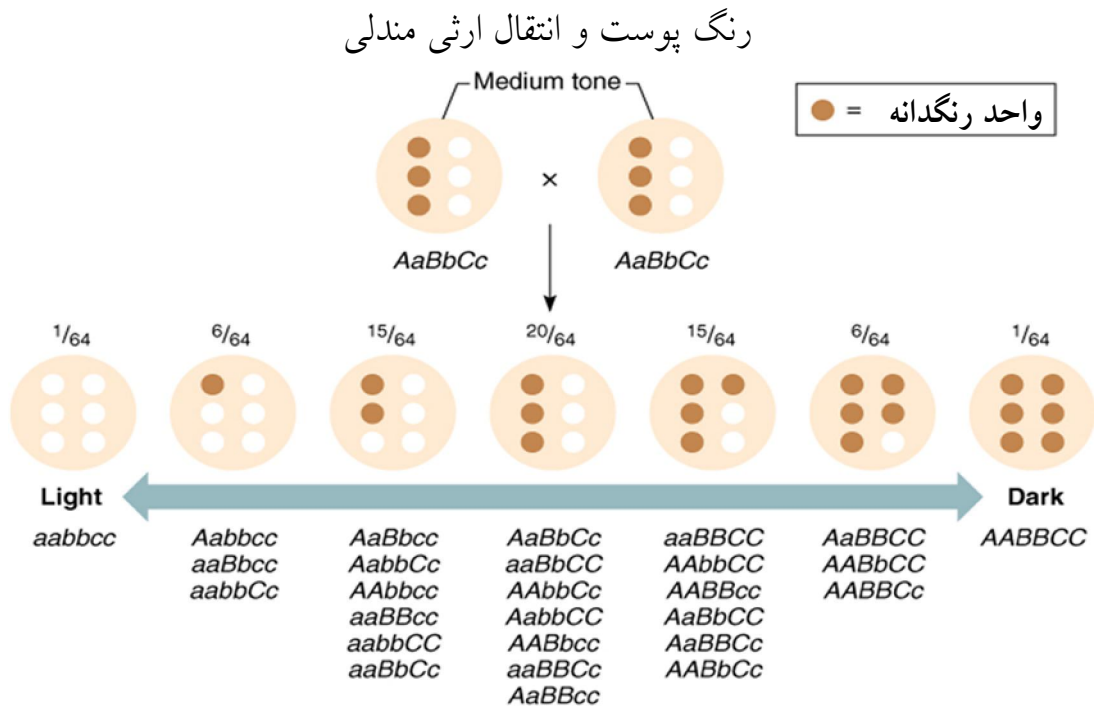 رنگ پوست و انتقال ارثی مندلی
Medium tone
= واحد رنگدانه
×
AaBbCc AaBbCc
1/64 6/64 15/64 20/64 15/64 6/64 1/64
Light Dark
aabbcc Aabbcc AaBbcc AaBbCc aaBBCC AaBBCC AABBCC
aaBbcc AabbCc aaBbCC AAbbCC AABbCC
aabbCc AAbbcc AAbbCc AABBcc AABBCc
aaBBcc AabbCC AaBbCC
aabbCC AABbcc AaBBCc
aaBbCc aaBBCc AABbCc
AaBBcc